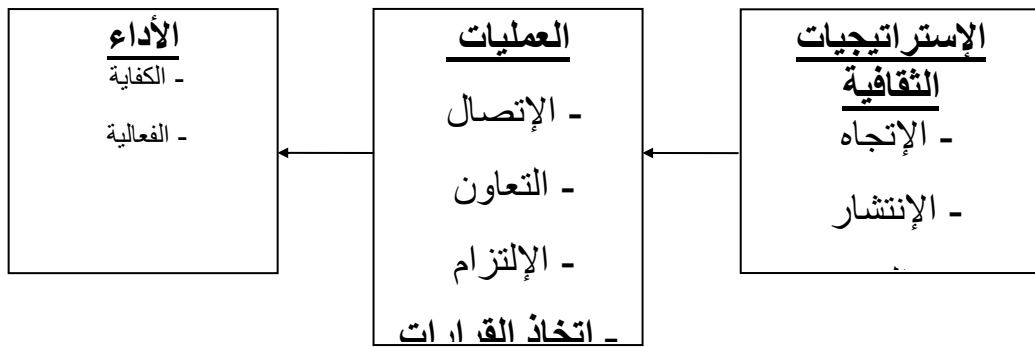 الإستراتيجيات
الثقافية
- الإتجاه
- الإنتشار
العمليات
- الإتصال
- التعاون
- الإلتزام
- اتخاذ القرارات
الأداء
- الكفاية
- الفعالية